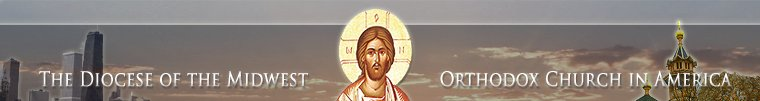 The Diocese of the Midwest Orthodox Church in America